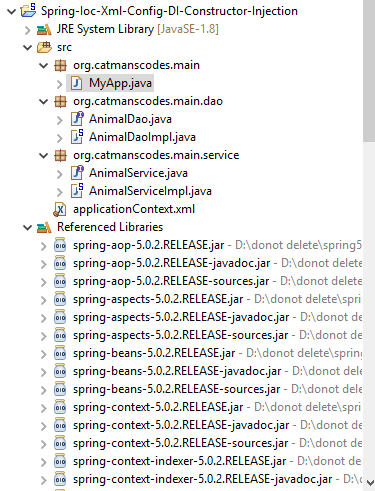 Spring-Ioc-Xml-Config-DI-Constructor-Injection
JRE System Library [JavaSE-1.8]
src
org.catmanscodes.main
MyApp.java
org.catmanscodes.main.dao
AnimalDao.java
AnimalDaoImpl.java
org.catmanscodes.main.service
AnimalService.java
AnimalServiceImpl.java
applicationContext.xml
Referenced Libraries
spring-aop-5.0.2.RELEASE.jar - D:\donot delete\spring5
spring-aop-5.0.2.RELEASE-javadoc.jar - D:\donot de
spring-aop-5.0.2.RELEASE-sources.jar - D:\donot del
spring-aspects-5.0.2.RELEASE.jar - D:\donot delete\spri
spring-aspects-5.0.2.RELEASE-javadoc.jar - D:\donot
spring-aspects-5.0.2.RELEASE-sources.jar - D:\donot
spring-beans-5.0.2.RELEASE.jar - D:\donot delete\spring
spring-beans-5.0.2.RELEASE-javadoc.jar - D:\donot d
spring-beans-5.0.2.RELEASE-sources.jar - D:\donot de
spring-context-5.0.2.RELEASE.jar - D:\donot delete\spri
spring-context-5.0.2.RELEASE-javadoc.jar - D:\donot
spring-context-5.0.2.RELEASE-sources.jar - D:\donot
spring-context-indexer-5.0.2.RELEASE.jar - D:\donot
spring-context-indexer-5.0.2.RELEASE-javadoc.jar -